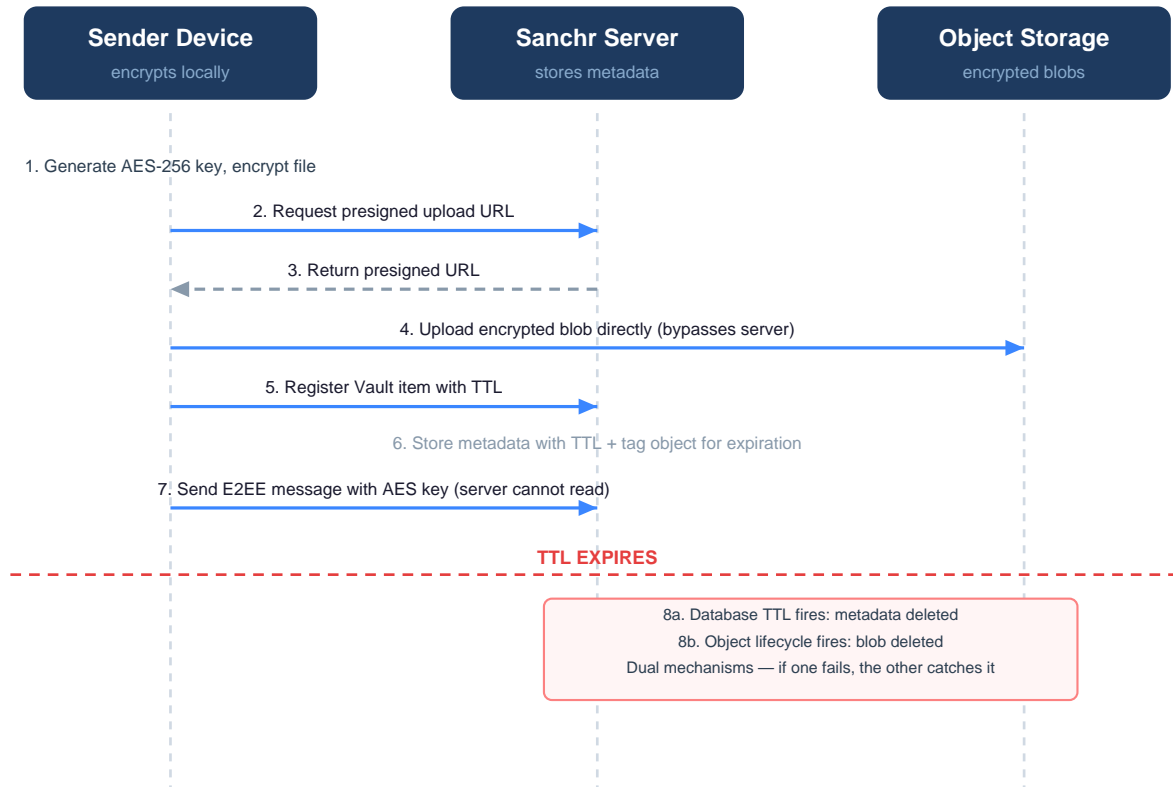 Sender Device
encrypts locally
Sanchr Server
stores metadata
Object Storage
encrypted blobs
1. Generate AES-256 key, encrypt file
2. Request presigned upload URL
3. Return presigned URL
4. Upload encrypted blob directly (bypasses server)
5. Register Vault item with TTL
6. Store metadata with TTL + tag object for expiration
7. Send E2EE message with AES key (server cannot read)
TTL EXPIRES
8a. Database TTL fires: metadata deleted
8b. Object lifecycle fires: blob deleted
Dual mechanisms — if one fails, the other catches it